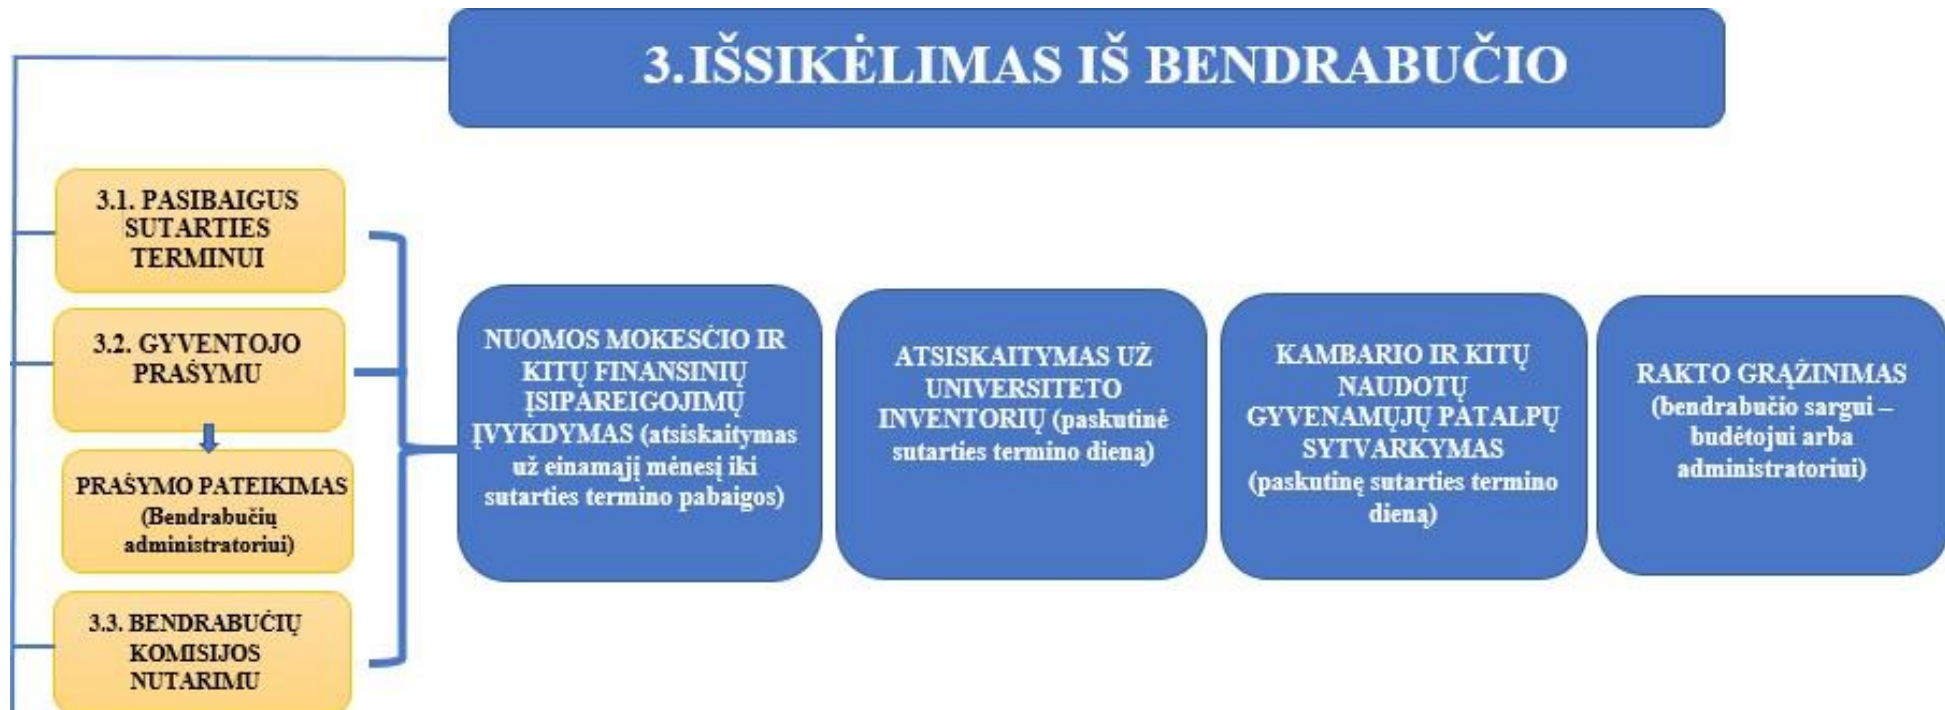 3. IŠSIKĖLIMAS IŠ BENDRABUČIO
3.1. PASIBAIGUS
SUTARTIES
TERMINUI
3.2. GYVENTOJO
PRAŠYMU
PRAŠYMO PATEIKIMAS
(Bendrabučių
administratoriui)
3.3. BENDRABUČIŲ
KOMISIJOS
NUTARIMU
NUOMOS MOKESČIO IR
KITŲ FINANSINIŲ
ĮSIPAREIGOJIMŲ
ĮVYKDYMAS (atsiskaitymas
už einamąjį mėnesį iki
sutarties termino pabaigos)
ATSISKAITYMAS UŽ
UNIVERSITETO
INVENTORIŲ (paskutinė
sutarties termino dieną)
KAMBARIO IR KITŲ
NAUDOTŲ
GYVENAMŲJŲ PATALPŲ
SYTVARKYMAS
(paskutinę sutarties termino
dieną)
RAKTO GRĄŽINIMAS
(bendrabučio sargui –
budėtojui arba
administratoriui)